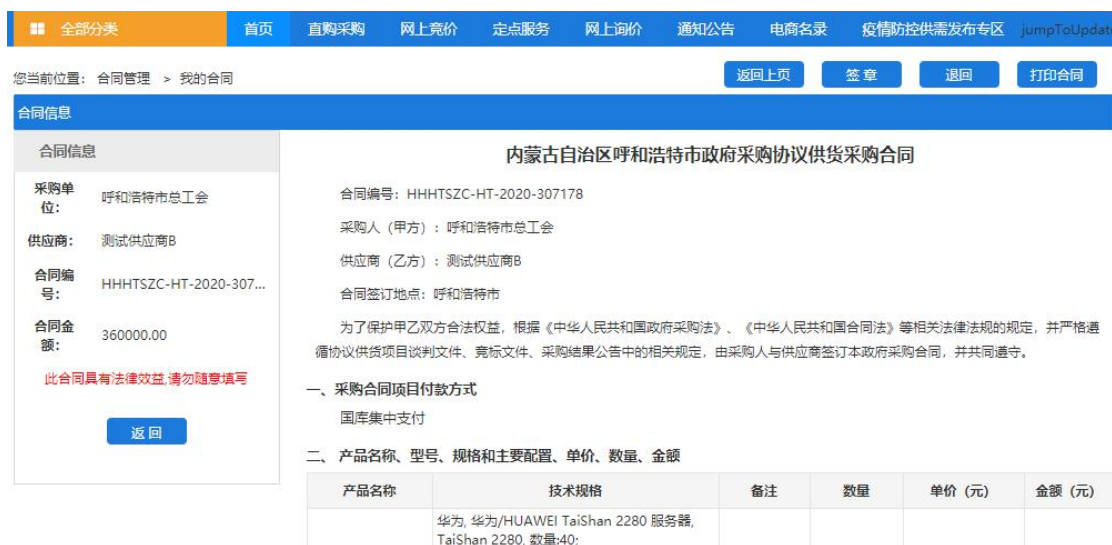 全部分类 首页 直购采购 网上竞价 定点服务 网上询价 通知公告 电商名录 疫情防控供需发布专区 jumpToUpdat
您当前位置： 合同管理 > 我的合同 返回上页 签 章 退回 打印合同
合同信息
合同信息
采购单位： 呼和浩特市总工会
供应商： 测试供应商B
合同编号： HHHTSZC-HT-2020-307...
合同金额： 360000.00
此合同具有法律效益,请勿随意填写
返 回
内蒙古自治区呼和浩特市政府采购协议供货采购合同
合同编号：HHHTSZC-HT-2020-307178
采购人（甲方）：呼和浩特市总工会
供应商（乙方）：测试供应商B
合同签订地点：呼和浩特市
为了保护甲乙双方合法权益，根据《中华人民共和国政府采购法》、《中华人民共和国合同法》等相关法律法规的规定，并严格遵
循协议供货项目谈判文件、竞标文件、采购结果公告中的相关规定，由采购人与供应商签订本政府采购合同，并共同遵守。
一、采购合同项目付款方式
国库集中支付
二、 产品名称、型号、规格和主要配置、单价、数量、金额
产品名称 技术规格 备注 数量 单价（元） 金额（元）
华为, 华为/HUAWEI TaiShan 2280 服务器,
TaiShan 2280, 数量:40;